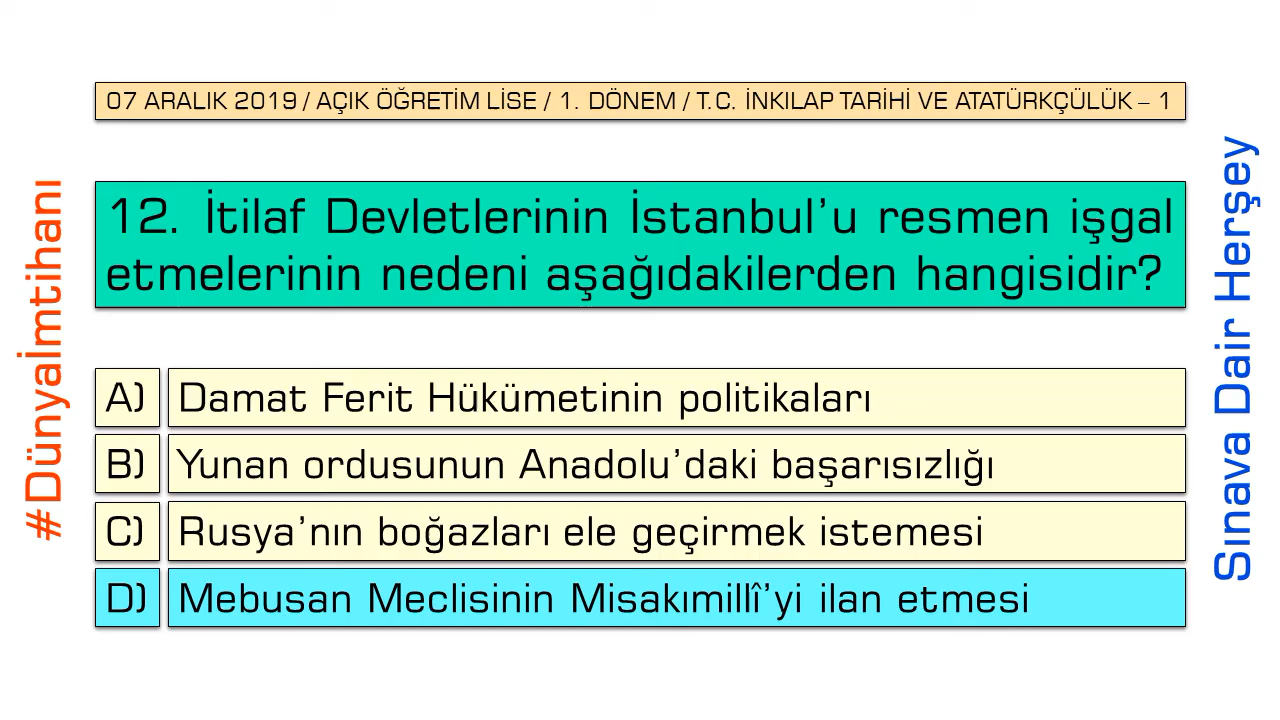 07 ARALIK 2019 / AÇIK ÖĞRETİM LİSE / 1. DÖNEM / T.C. İNKILAP TARİHİ VE ATATÜRKÇÜLÜK – 1
#Dünyaİmtihanı
12. İtilaf Devletlerinin İstanbul’u resmen işgal
etmelerinin nedeni aşağıdakilerden hangisidir?
A) Damat Ferit Hükümetinin politikaları
B) Yunan ordusunun Anadolu’daki başarısızlığı
C) Rusya’nın boğazları ele geçirmek istemesi
D) Mebusan Meclisinin Misakımillî’yi ilan etmesi
Sınava Dair Herşey